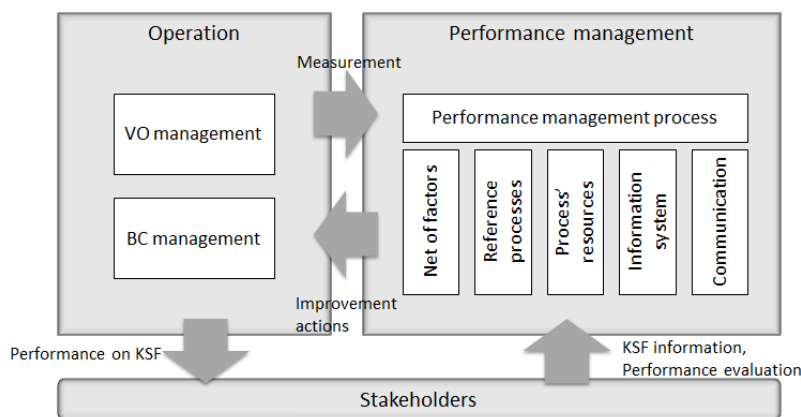 Operation
Performance management
Measurement
VO management
BC management
Performance management process
Net of factors
Reference
processes
Process'
resources
Information
system
Communication
Improvement
actions
Performance on KSF
KSF information,
Performance evaluation
Stakeholders